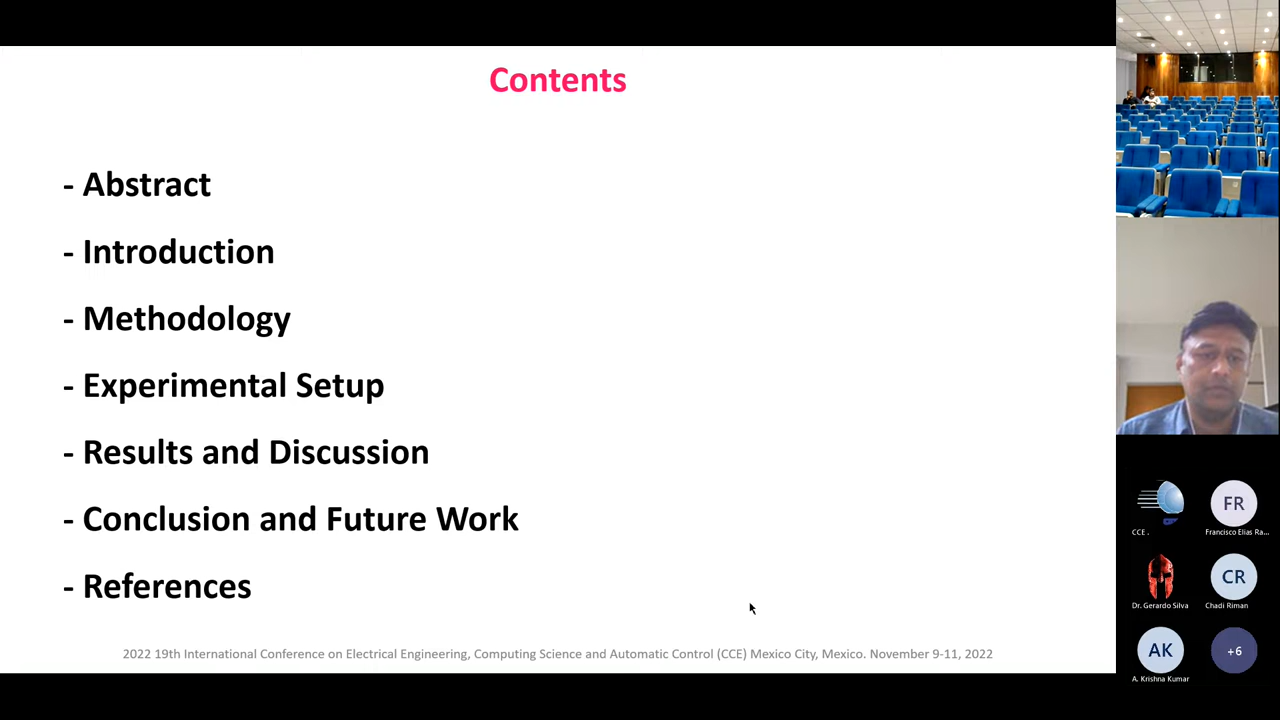 Contents
- Abstract
- Introduction
- Methodology
- Experimental Setup
- Results and Discussion
- Conclusion and Future Work
- References
2022 19th International Conference on Electrical Engineering, Computing Science and Automatic Control (CCE) Mexico City, Mexico. November 9-11, 2022
CCE .
FR
Francisco Elias Ra...
Dr. Gerardo Silva
CR
Chadi Riman
AK
A. Krishna Kumar
+6